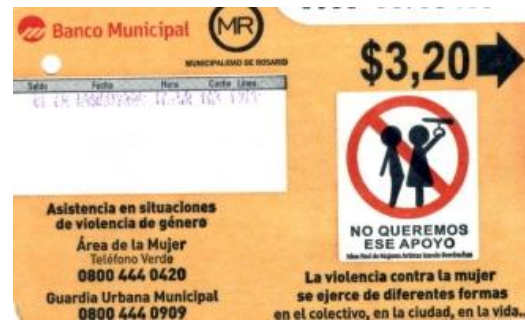 Banco Municipal
MR
MUNICIPALIDAD DE ROSARIO
$3,20
Saldo Fecha Hora Coche Línea
Asistencia en situaciones
de violencia de género
Área de la Mujer
Teléfono Verde
0800 444 0420
Guardia Urbana Municipal
0800 444 0909
NO QUEREMOS
ESE APOYO
La violencia contra la mujer
se ejerce de diferentes formas
en el colectivo, en la ciudad, en la vida..